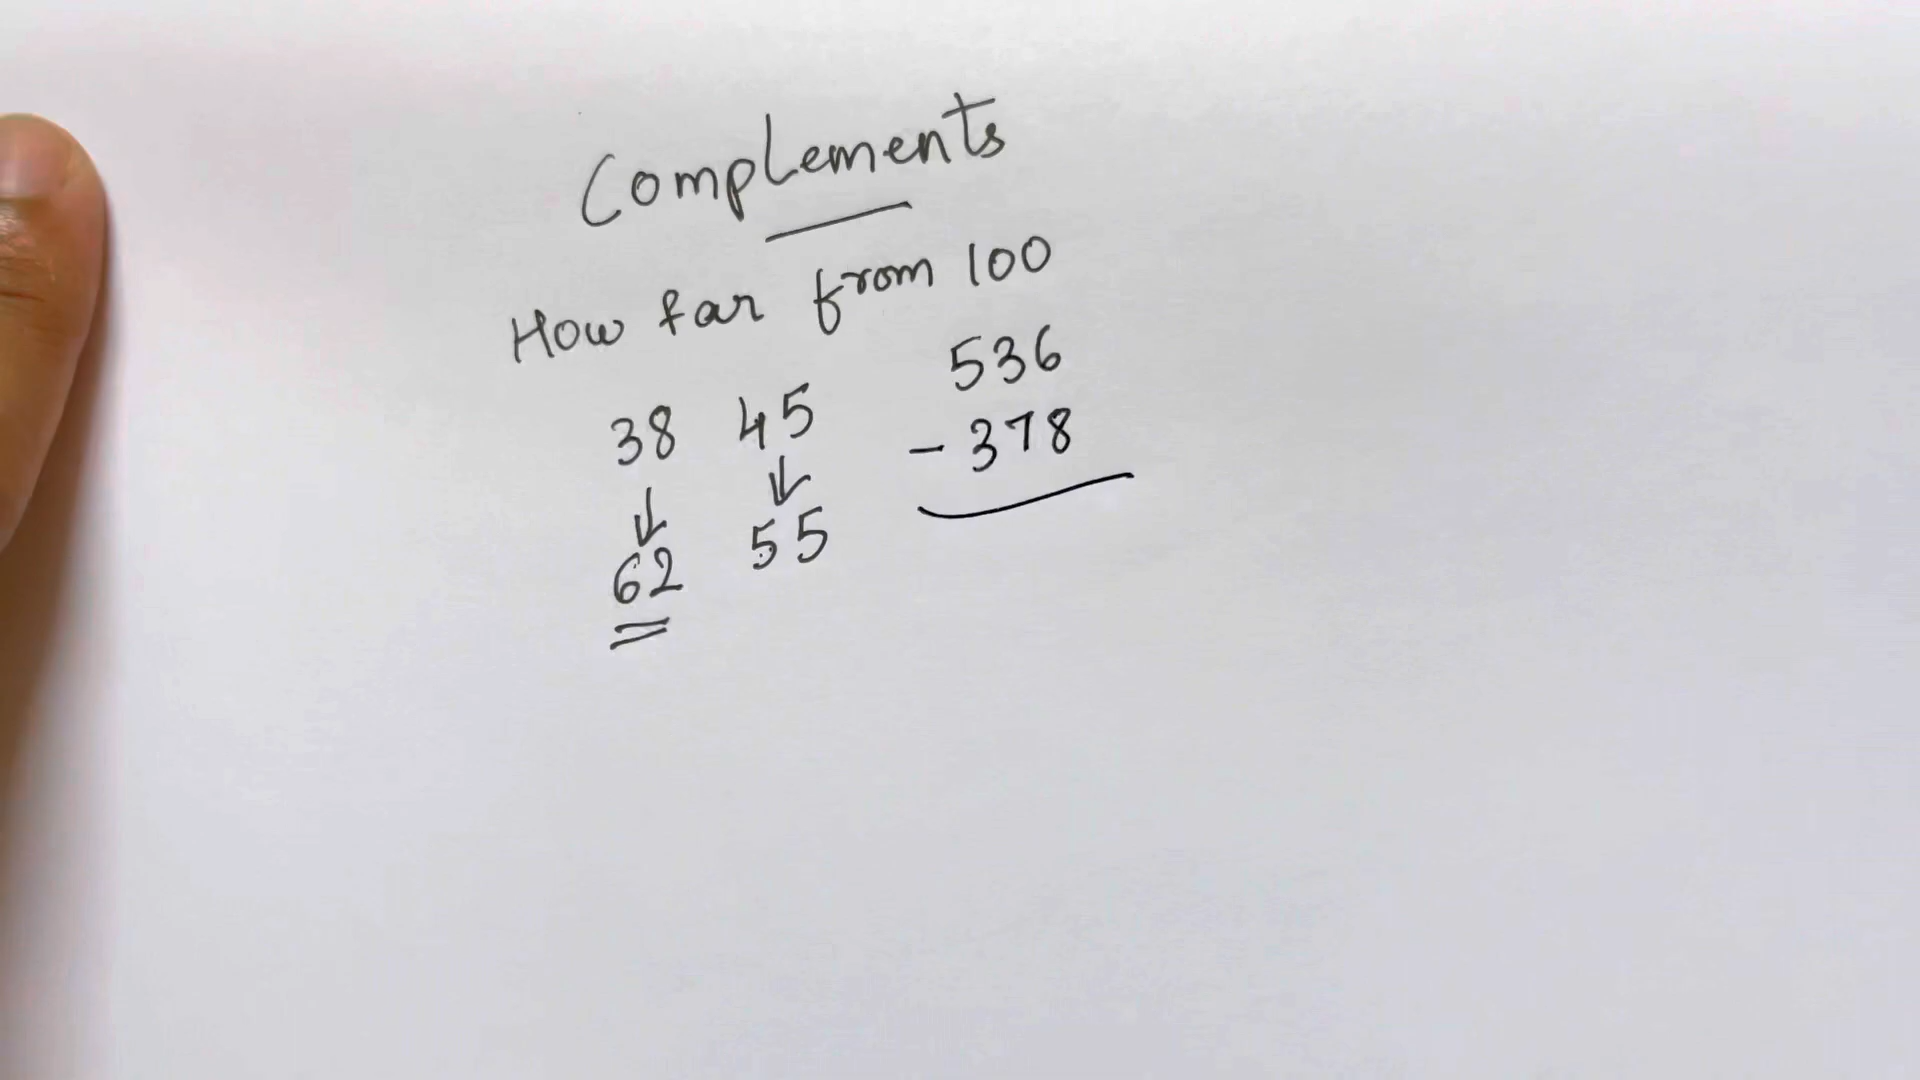 Complements
How far from 100
38 45
↓ ↓
62 55
536
- 378